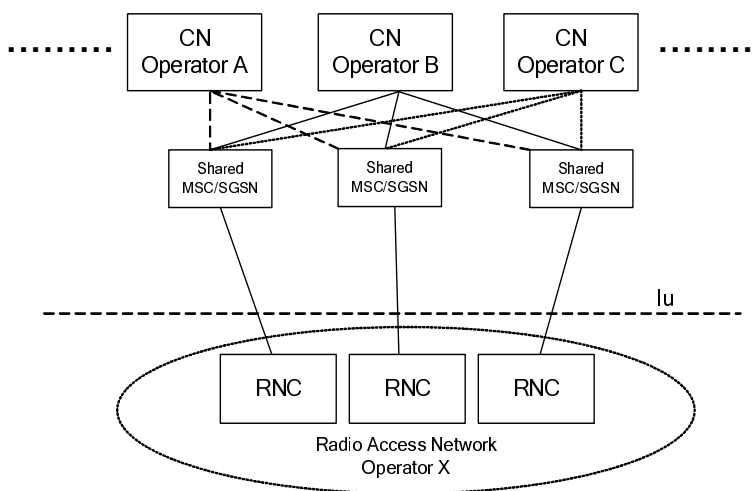 CN
Operator A
CN
Operator B
CN
Operator C
Shared
MSC/SGSN
Shared
MSC/SGSN
Shared
MSC/SGSN
Iu
RNC
RNC
RNC
Radio Access Network
Operator X